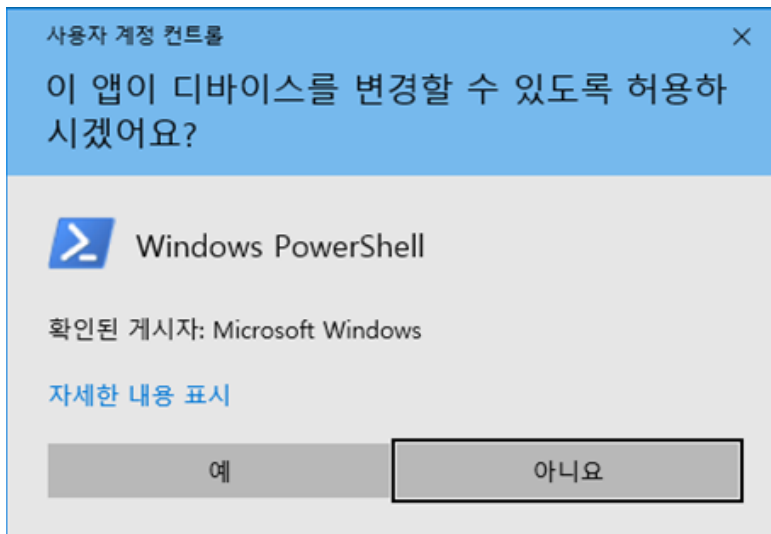 사용자 계정 컨트롤
이 앱이 디바이스를 변경할 수 있도록 허용하
시겠어요?
Windows PowerShell
확인된 게시자: Microsoft Windows
자세한 내용 표시
예
아니요